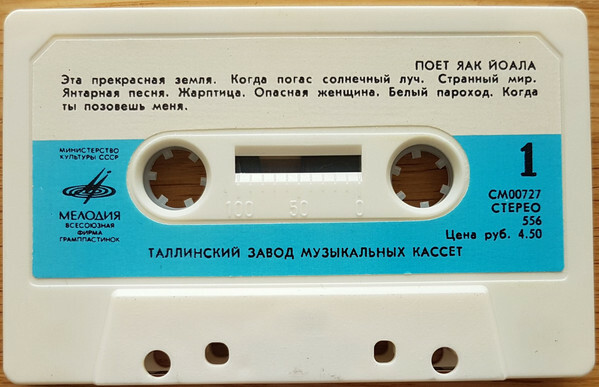 ПОЕТ ЯАК ЙОАЛА
Эта прекрасная земля. Когда погас солнечный луч. Странный мир.
Янтарная песня. Жарптица. Опасная женщина. Белый пароход. Когда
ты позовешь меня.
МИНИСТЕРСТВО
КУЛЬТУРЫ СССР
МЕЛОДИЯ
ВСЕСОЮЗНАЯ
ФИРМА
ГРАМПЛАСТИНОК
100 50 0
1
СМ00727
СТЕРЕО
556
Цена руб. 4.50
ТАЛЛИНСКИЙ ЗАВОД МУЗЫКАЛЬНЫХ КАССЕТ